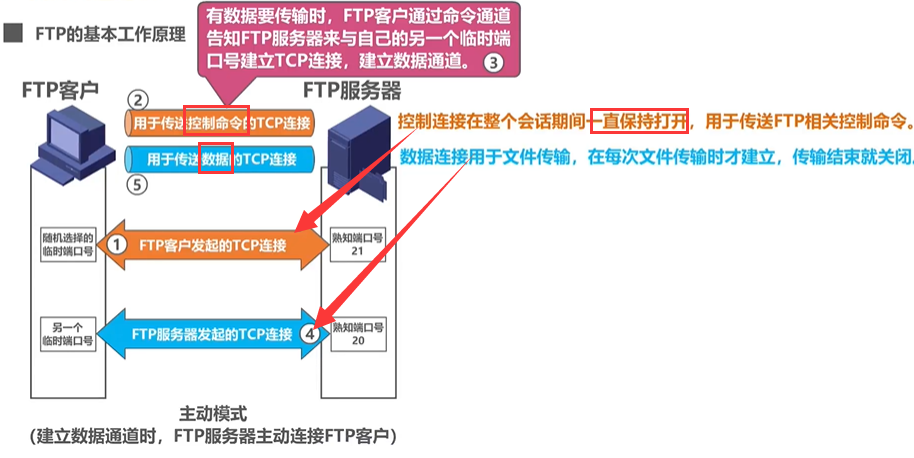 FTP的基本工作原理
有数据要传输时，FTP客户通过命令通道
告知FTP服务器来与自己的另一个临时端
口号建立TCP连接，建立数据通道。 ③
FTP客户
FTP服务器
②
用于传送控制命令的TCP连接
控制连接在整个会话期间一直保持打开，用于传送FTP相关控制命令。
用于传送数据的TCP连接
数据连接用于文件传输，在每次文件传输时才建立，传输结束就关闭.
⑤
随机选择的
临时端口号
① FTP客户发起的TCP连接
熟知端口号
21
另一个
临时端口号
FTP服务器发起的TCP连接 ④
熟知端口号
20
主动模式
（建立数据通道时，FTP服务器主动连接FTP客户）